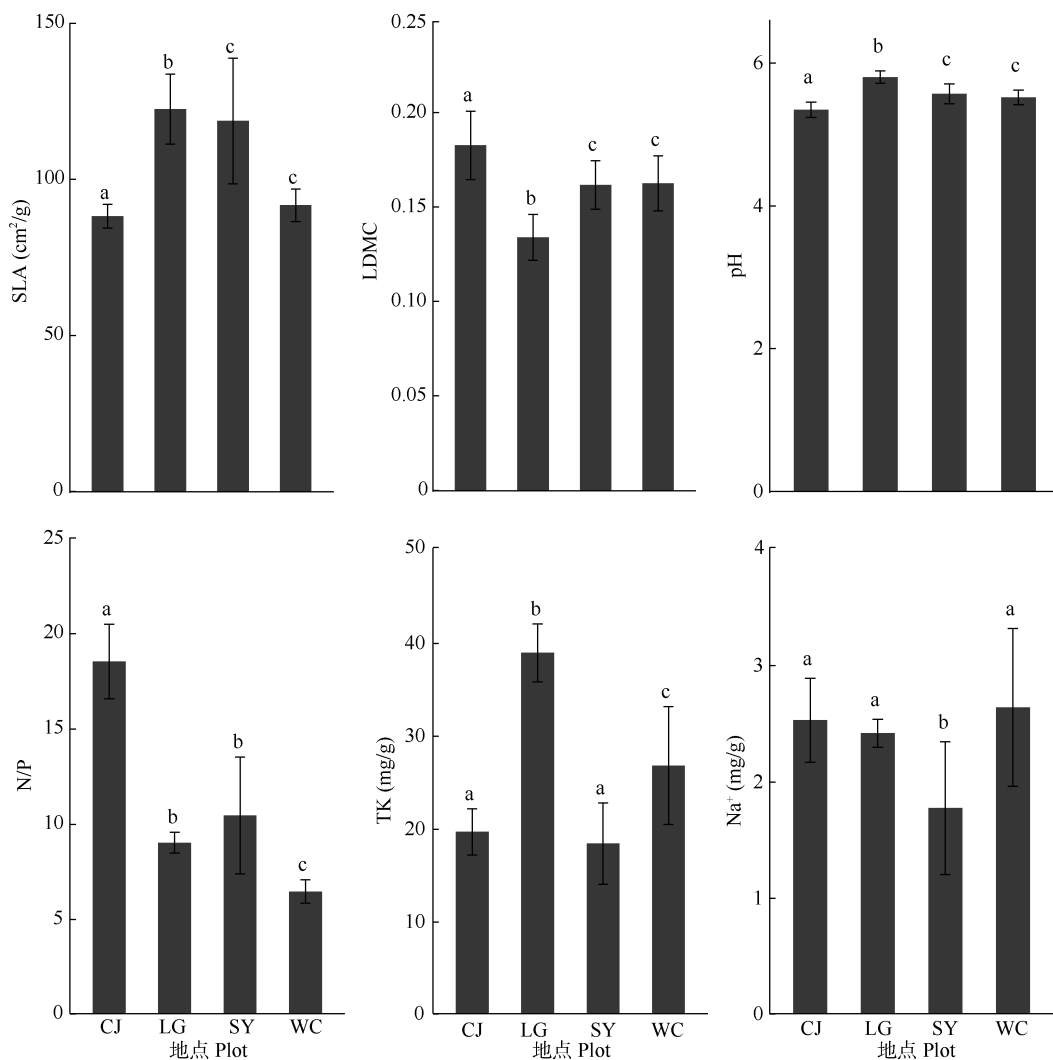 SLA (cm²/g)
150
100
50
0
a
b
c
c
LDMC
0.25
0.20
0.15
0.10
0.05
0
a
b
c
c
pH
6
4
2
0
a
b
c
c
N/P
25
20
15
10
5
0
a
b
b
c
CJ LG SY WC
地点 Plot
TK (mg/g)
50
40
30
20
10
0
a
b
a
c
CJ LG SY WC
地点 Plot
Na⁺ (mg/g)
4
3
2
1
0
a
a
b
a
CJ LG SY WC
地点 Plot